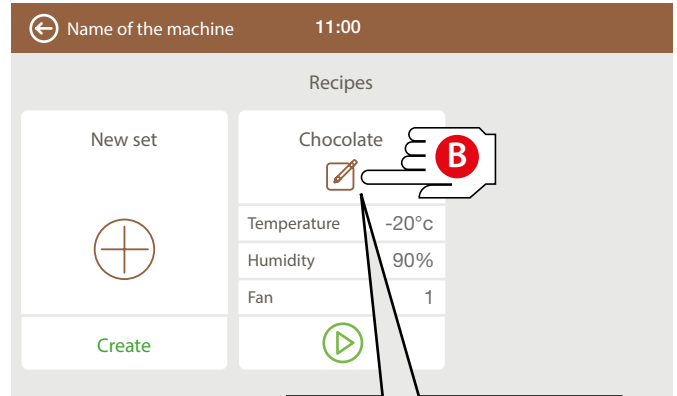 Name of the machine 11:00
Recipes
New set
Chocolate
B
Temperature -20°c
Humidity 90%
Fan 1
Create